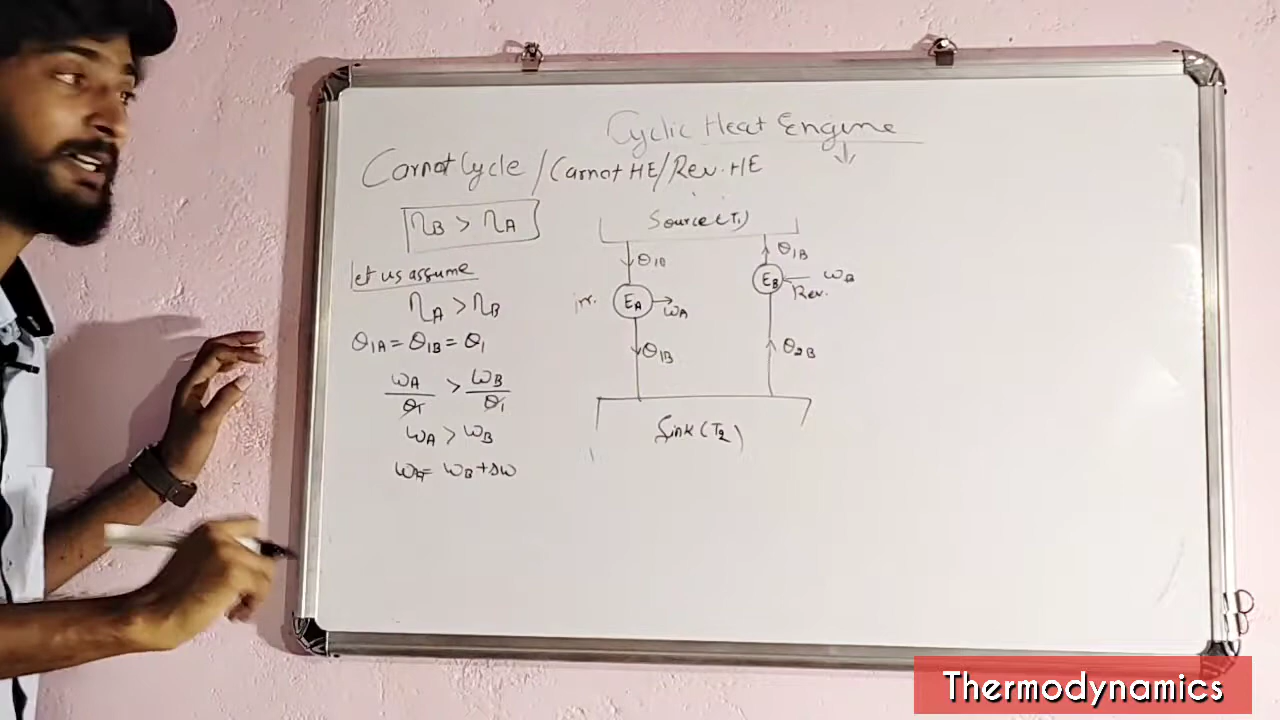 Cyclic Heat Engine
Carnot Cycle / Carnot HE / Rev. HE
ηB > ηA
Let us assume
ηA > ηB
Q1A = Q1B = Q1
WA/Q1 > WB/Q1
WA > WB
WA = WB + δW
Source (T1)
Q1B
Q1B
EB
WB
Rev.
irr.
EA
WA
Q1B
Q2B
Sink (T2)
Thermodynamics